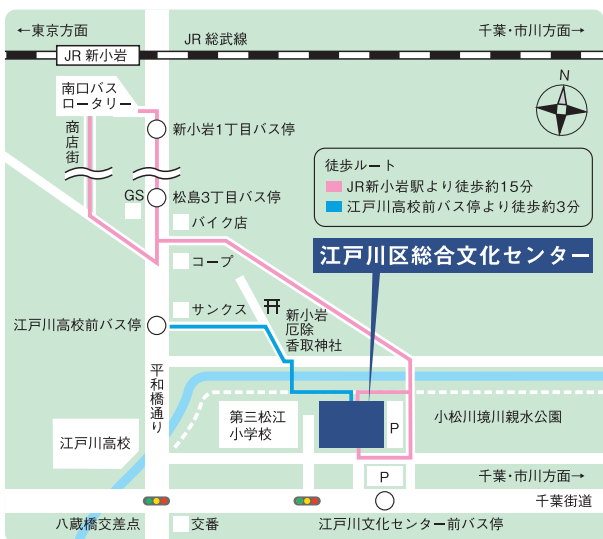 ←東京方面
JR 総武線
千葉・市川方面→
JR 新小岩
南口バス
ロータリー
N
商店街
新小岩1丁目バス停
徒歩ルート
JR新小岩駅より徒歩約15分
江戸川高校前バス停より徒歩約3分
GS
松島3丁目バス停
バイク店
江戸川区総合文化センター
コープ
サンクス
新小岩
厄除
香取神社
江戸川高校前バス停
平和橋通り
第三松江
小学校
P
小松川境川親水公園
江戸川高校
P
千葉・市川方面→
千葉街道
八蔵橋交差点
交番
江戸川文化センター前バス停